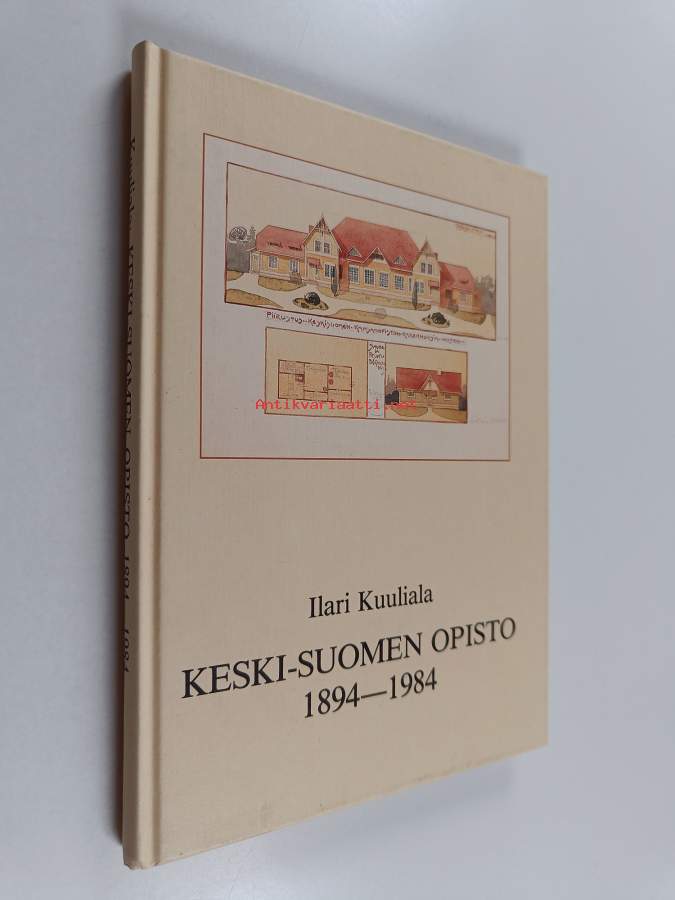 Kuuliala: KESKI-SUOMEN OPISTO 1894—1984
Antikvariaatti.net
Ilari Kuuliala
KESKI-SUOMEN OPISTO
1894—1984